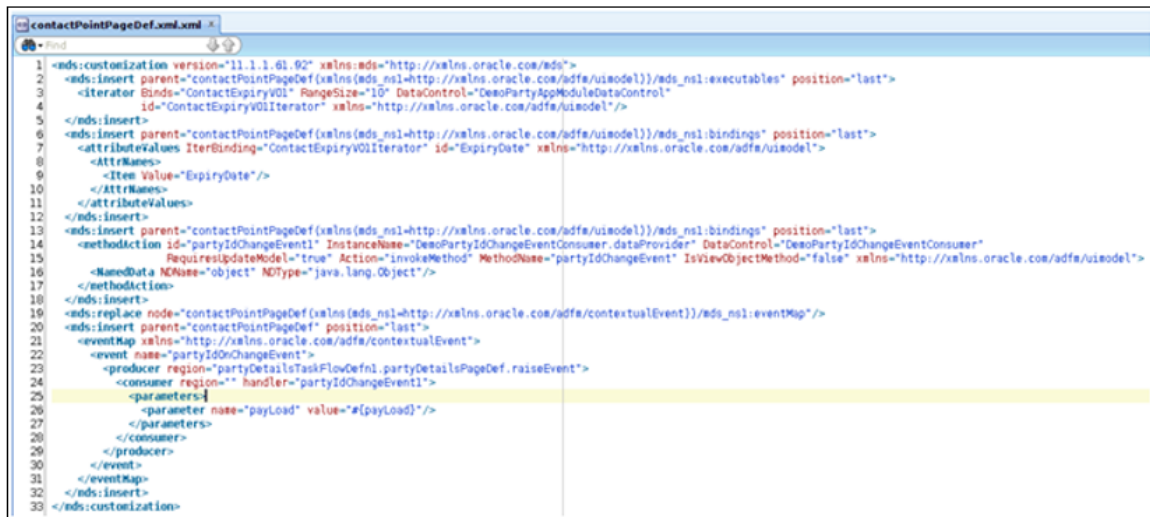 contactPointPageDef.xml.xml ×
Find
1 <mds:customization version="11.1.1.61.92" xmlns:mds="http://xmlns.oracle.com/mds">
2 <mds:insert parent="contactPointPageDef(xmlns(mds_ns1=http://xmlns.oracle.com/adfm/uimodel))/mds_ns1:executables" position="last">
3 <iterator Binds="ContactExpiryVO1" RangeSize="10" DataControl="DemoPartyAppModuleDataControl"
4 id="ContactExpiryVO1Iterator" xmlns="http://xmlns.oracle.com/adfm/uimodel"/>
5 </mds:insert>
6 <mds:insert parent="contactPointPageDef(xmlns(mds_ns1=http://xmlns.oracle.com/adfm/uimodel))/mds_ns1:bindings" position="last">
7 <attributeValues IterBinding="ContactExpiryVO1Iterator" id="ExpiryDate" xmlns="http://xmlns.oracle.com/adfm/uimodel">
8 <AttrNames>
9 <Item Value="ExpiryDate"/>
10 </AttrNames>
11 </attributeValues>
12 </mds:insert>
13 <mds:insert parent="contactPointPageDef(xmlns(mds_ns1=http://xmlns.oracle.com/adfm/uimodel))/mds_ns1:bindings" position="last">
14 <methodAction id="partyIdChangeEvent1" InstanceName="DemoPartyIdChangeEventConsumer.dataProvider" DataControl="DemoPartyIdChangeEventConsumer"
15 RequiresUpdateModel="true" Action="invokeMethod" MethodName="partyIdChangeEvent" IsViewObjectMethod="false" xmlns="http://xmlns.oracle.com/adfm/uimodel">
16 <NamedData NDName="object" NDType="java.lang.Object"/>
17 </methodAction>
18 </mds:insert>
19 <mds:replace node="contactPointPageDef(xmlns(mds_ns1=http://xmlns.oracle.com/adfm/contextualEvent))/mds_ns1:eventMap"/>
20 <mds:insert parent="contactPointPageDef" position="last">
21 <eventMap xmlns="http://xmlns.oracle.com/adfm/contextualEvent">
22 <event name="partyIdOnChangeEvent">
23 <producer region="partyDetailsTaskFlowDefn1.partyDetailsPageDef.raiseEvent">
24 <consumer region="" handler="partyIdChangeEvent1">
25 <parameters>
26 <parameter name="payLoad" value="#{payLoad}"/>
27 </parameters>
28 </consumer>
29 </producer>
30 </event>
31 </eventMap>
32 </mds:insert>
33 </mds:customization>